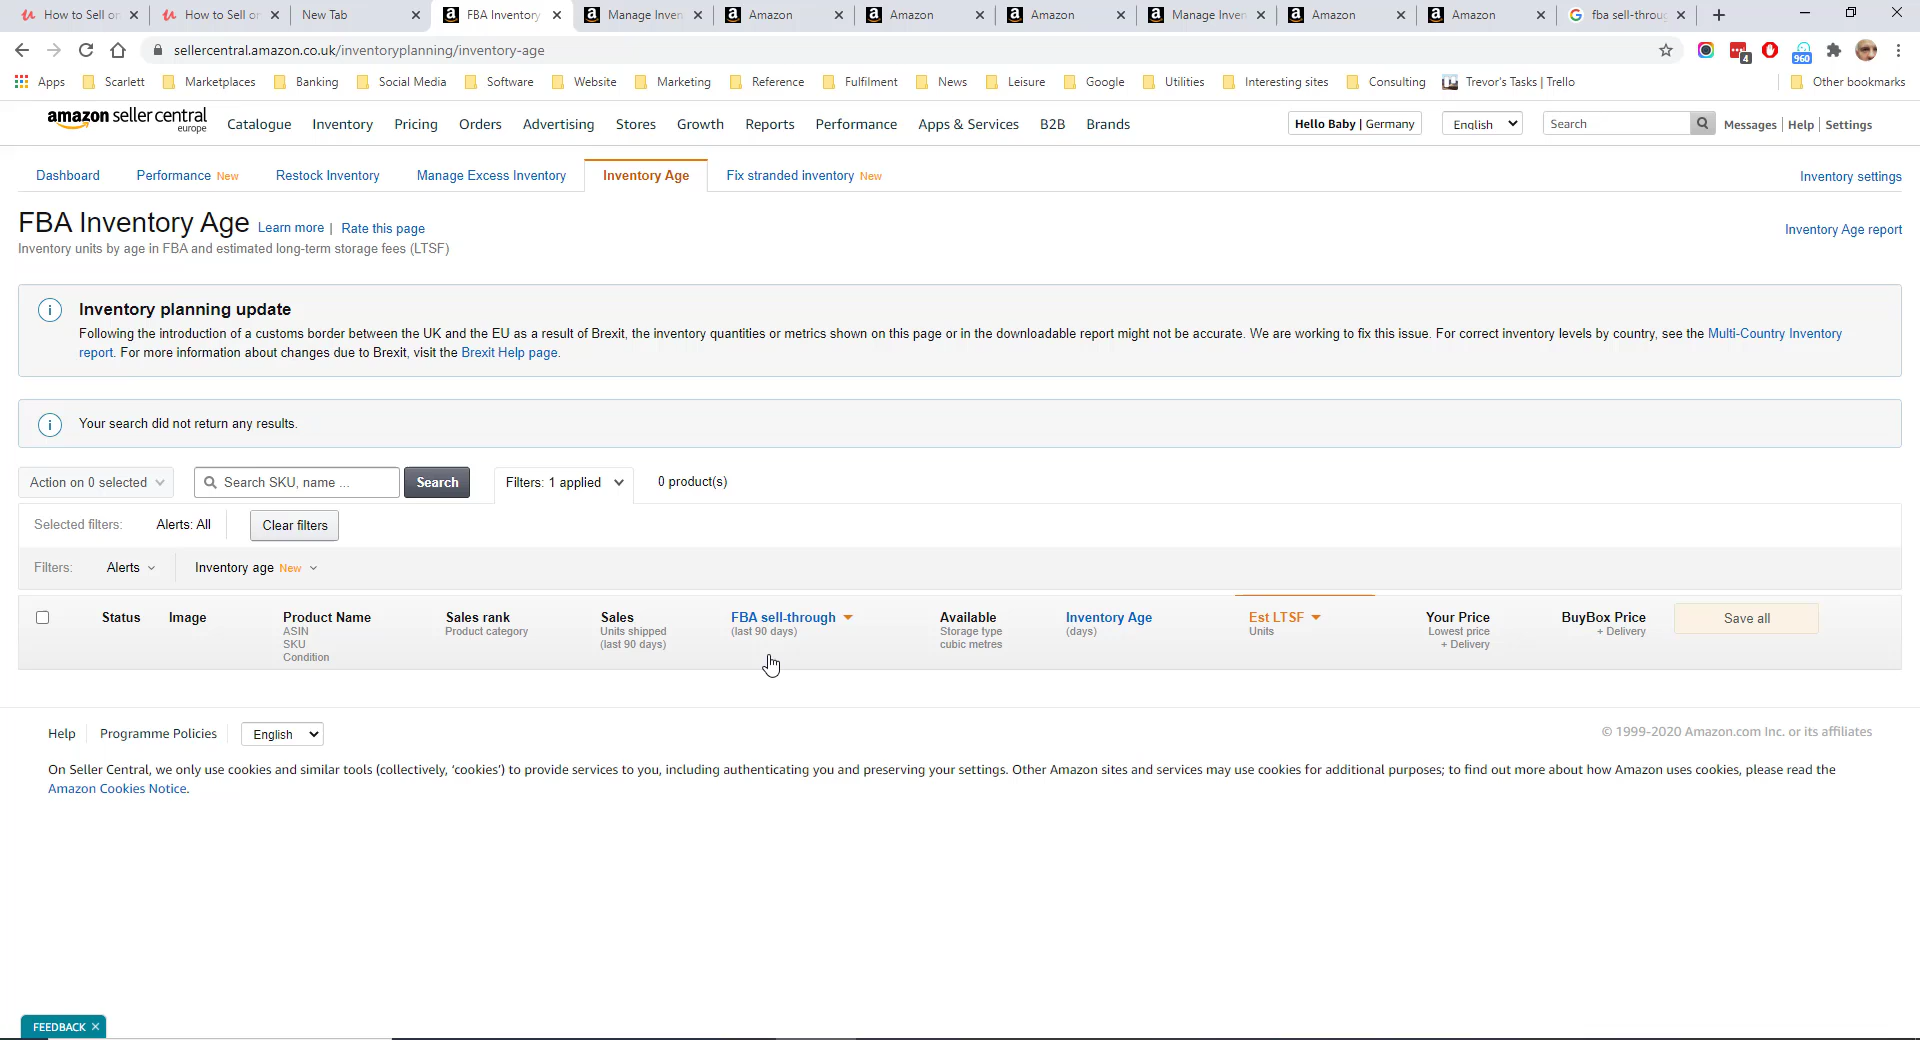 How to Sell on
How to Sell on
New Tab
FBA Inventory
Manage Inven
Amazon
Amazon
Amazon
Manage Inven
Amazon
Amazon
fba sell-throug
sellercentral.amazon.co.uk/inventoryplanning/inventory-age
4
960
Apps
Scarlett
Marketplaces
Banking
Social Media
Software
Website
Marketing
Reference
Fulfilment
News
Leisure
Google
Utilities
Interesting sites
Consulting
Trevor's Tasks | Trello
Other bookmarks
amazon seller central
europe
Catalogue
Inventory
Pricing
Orders
Advertising
Stores
Growth
Reports
Performance
Apps & Services
B2B
Brands
Hello Baby | Germany
English
Search
Messages | Help | Settings
Dashboard
Performance New
Restock Inventory
Manage Excess Inventory
Inventory Age
Fix stranded inventory New
Inventory settings
FBA Inventory Age Learn more | Rate this page
Inventory Age report
Inventory units by age in FBA and estimated long-term storage fees (LTSF)
Inventory planning update
Following the introduction of a customs border between the UK and the EU as a result of Brexit, the inventory quantities or metrics shown on this page or in the downloadable report might not be accurate. We are working to fix this issue. For correct inventory levels by country, see the Multi-Country Inventory
report. For more information about changes due to Brexit, visit the Brexit Help page.
Your search did not return any results.
Action on 0 selected
Search SKU, name ...
Search
Filters: 1 applied
0 product(s)
Selected filters:
Alerts: All
Clear filters
Filters:
Alerts
Inventory age New
Status
Image
Product Name
ASIN
SKU
Condition
Sales rank
Product category
Sales
Units shipped
(last 90 days)
FBA sell-through
(last 90 days)
Available
Storage type
cubic metres
Inventory Age
(days)
Est LTSF
Units
Your Price
Lowest price
+ Delivery
BuyBox Price
+ Delivery
Save all
Help
Programme Policies
English
© 1999-2020 Amazon.com Inc. or its affiliates
On Seller Central, we only use cookies and similar tools (collectively, ‘cookies’) to provide services to you, including authenticating you and preserving your settings. Other Amazon sites and services may use cookies for additional purposes; to find out more about how Amazon uses cookies, please read the
Amazon Cookies Notice.
FEEDBACK